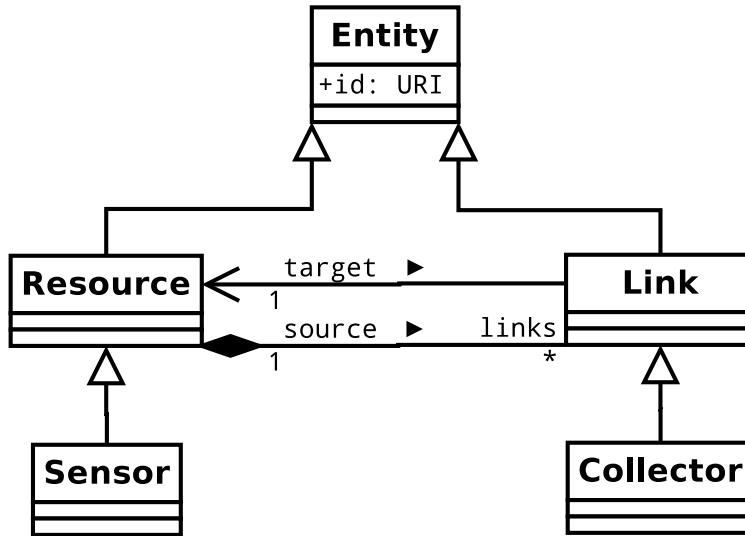 Entity
+id: URI
Resource
target ►
1
Link
source ►
1
links
*
Sensor
Collector